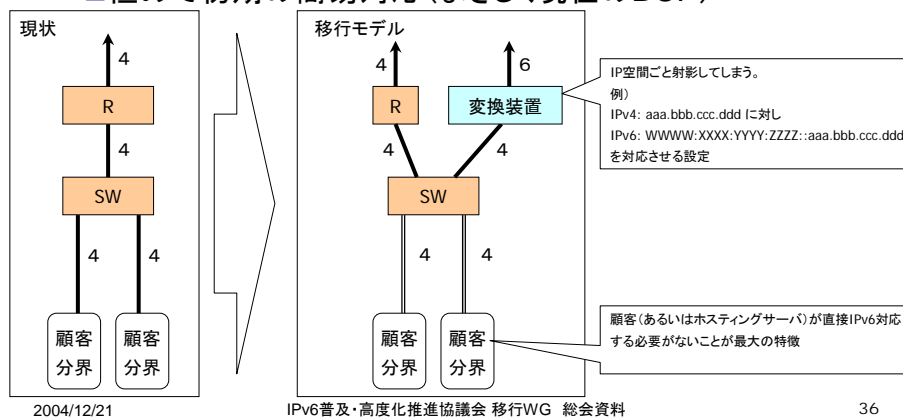 現状
4
R
4
SW
4
4
顧客
分界
顧客
分界
移行モデル
4
6
R
変換装置
4
4
SW
4
4
顧客
分界
顧客
分界
IP空間ごと射影してしまう。
例）
IPv4: aaa.bbb.ccc.ddd に対し
IPv6: WWWW:XXXX:YYYY:ZZZZ::aaa.bbb.ccc.ddd
を対応させる設定
顧客（あるいはホスティングサーバ）が直接IPv6対応
する必要がないことが最大の特徴
2004/12/21
IPv6普及・高度化推進協議会 移行WG 総会資料
36